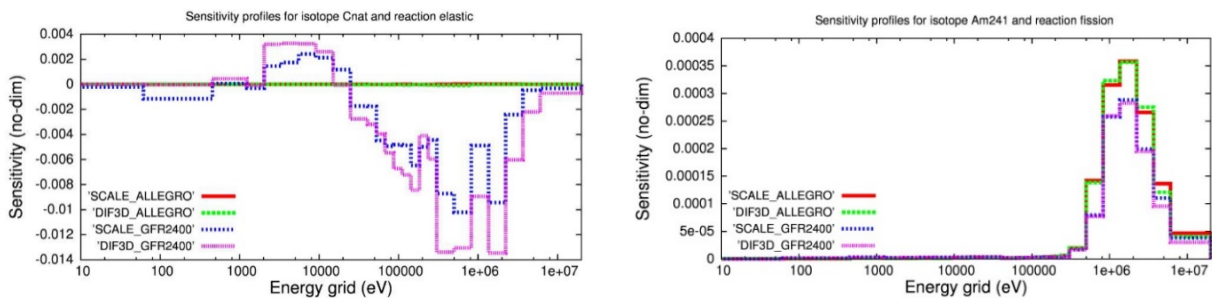 Sensitivity profiles for isotope Cnat and reaction elastic
Sensitivity (no-dim)
0.004
0.002
0
-0.002
-0.004
-0.006
-0.008
-0.01
-0.012
-0.014
'SCALE_ALLEGRO'
'DIF3D_ALLEGRO'
'SCALE_GFR2400'
'DIF3D_GFR2400'
10 100 1000 10000 100000 1e+06 1e+07
Energy grid (eV)
Sensitivity profiles for isotope Am241 and reaction fission
Sensitivity (no-dim)
0.0004
0.00035
0.0003
0.00025
0.0002
0.00015
0.0001
5e-05
0
'SCALE_ALLEGRO'
'DIF3D_ALLEGRO'
'SCALE_GFR2400'
'DIF3D_GFR2400'
10 100 1000 10000 100000 1e+06 1e+07
Energy grid (eV)